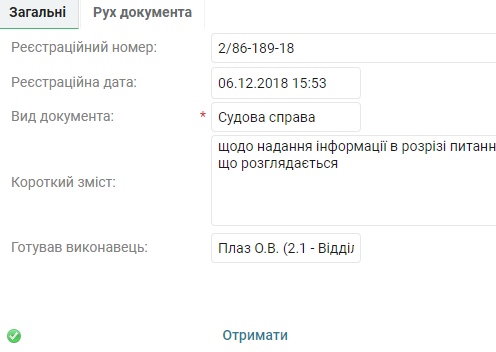 Загальні Рух документа
Реєстраційний номер: 2/86-189-18
Реєстраційна дата: 06.12.2018 15:53
Вид документа: * Судова справа
щодо надання інформації в розрізі питанн
що розглядається
Короткий зміст:
Готував виконавець: Плаз О.В. (2.1 - Відділ
Отримати